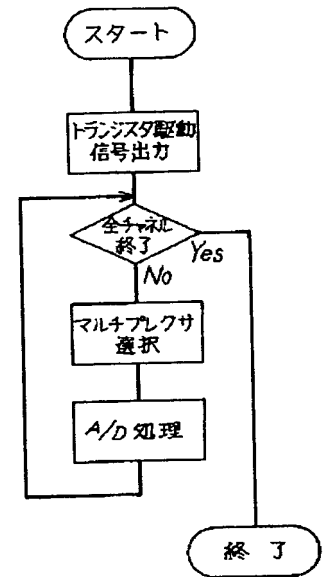 スタート
トランジスタ駆動
信号出力
全チャネル
終了
Yes
No
マルチプレクサ
選択
A/D処理
終了